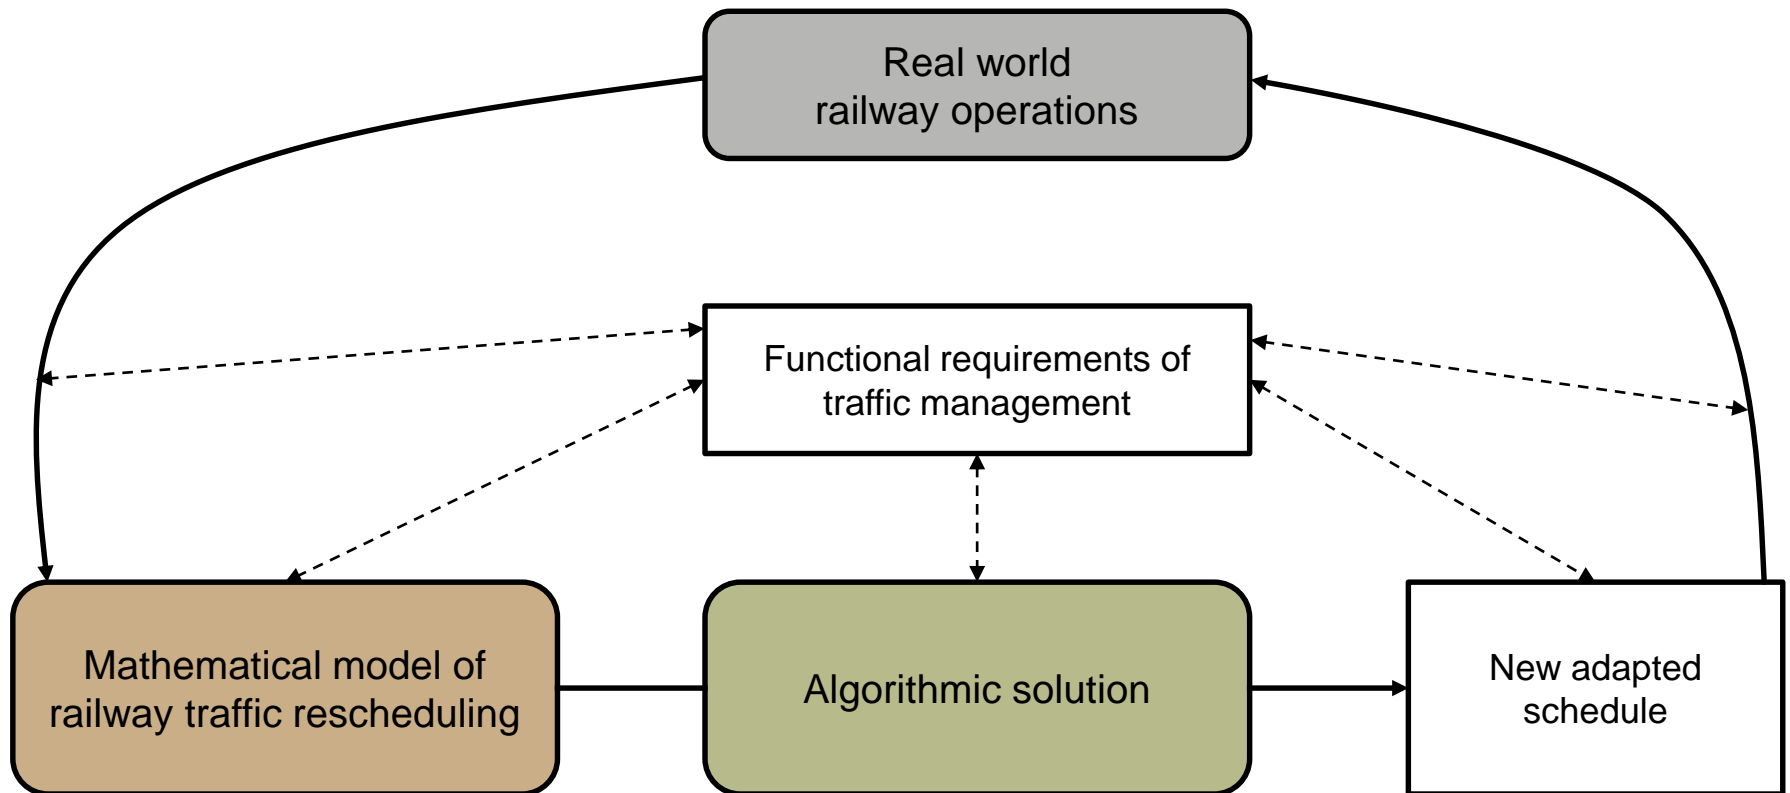 Real world
railway operations
Functional requirements of
traffic management
Mathematical model of
railway traffic rescheduling
Algorithmic solution
New adapted
schedule